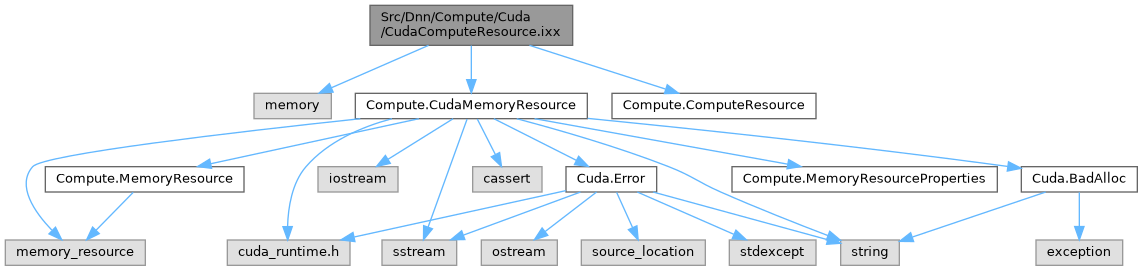 Src/Dnn/Compute/Cuda
/CudaComputeResource.ixx
memory
Compute.CudaMemoryResource
Compute.ComputeResource
Compute.MemoryResource
iostream
cassert
Cuda.Error
Compute.MemoryResourceProperties
Cuda.BadAlloc
memory_resource
cuda_runtime.h
sstream
ostream
source_location
stdexcept
string
exception